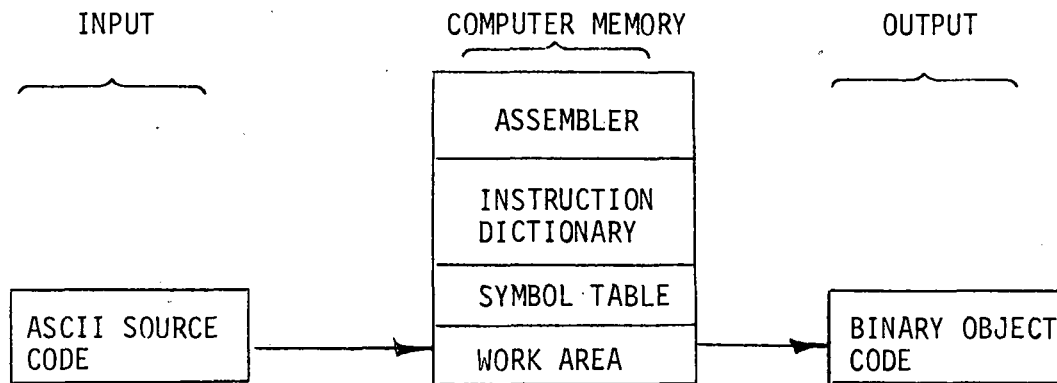 INPUT
COMPUTER MEMORY
OUTPUT
ASSEMBLER
INSTRUCTION
DICTIONARY
SYMBOL TABLE
WORK AREA
ASCII SOURCE
CODE
BINARY OBJECT
CODE